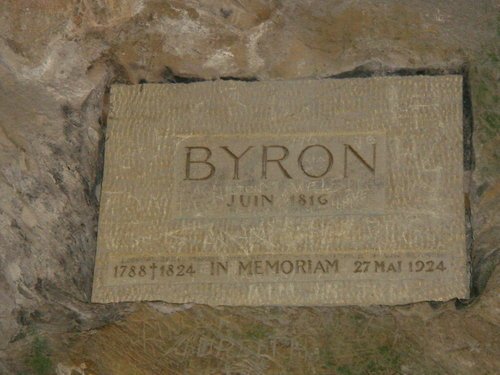 BYRON
JUIN 1816
1788†1824 IN MEMORIAM 27 MAI 1924